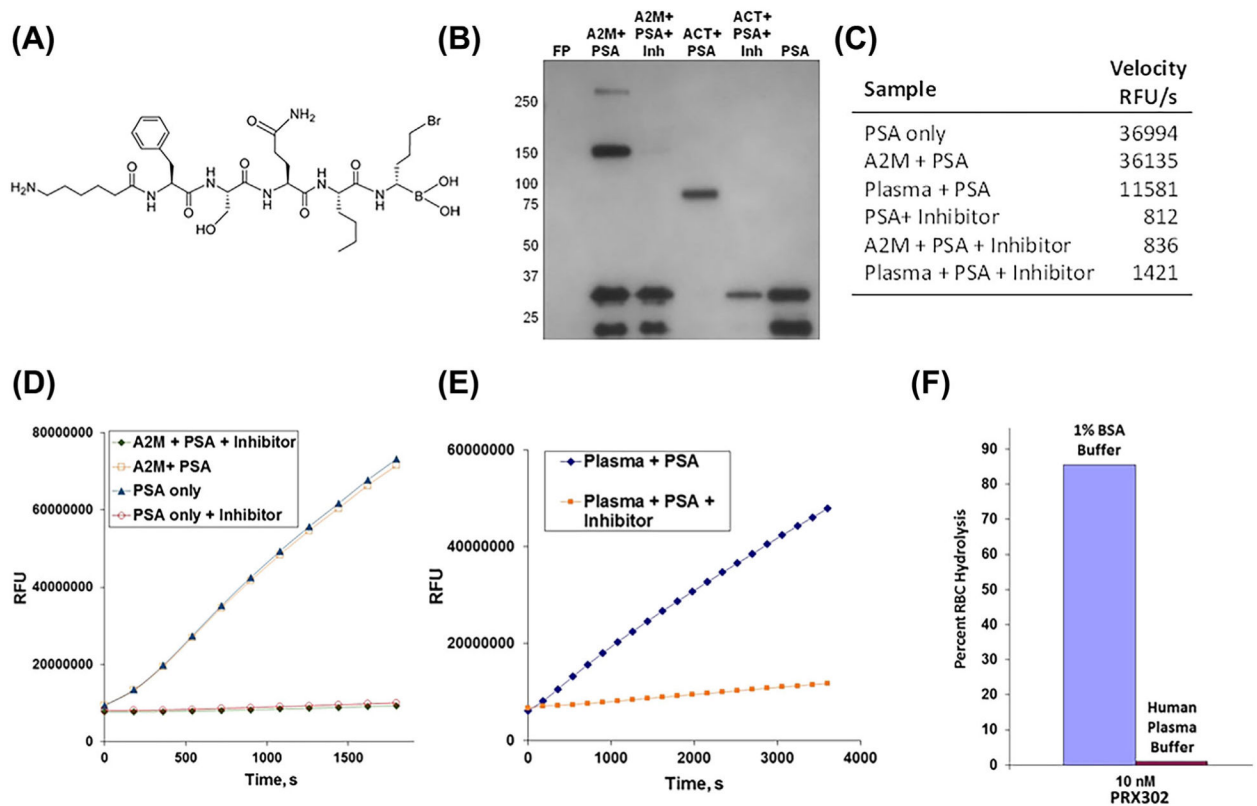 (A)
NH2
O
Br
H2N
O
N
H
O
H
N
O
N
H
O
H
N
O
N
H
B
OH
OH
HO
(B)
FP
A2M+
PSA
A2M+
PSA+
Inh
ACT+
PSA
ACT+
PSA+
Inh
PSA
250
150
100
75
50
37
25
(C)
Sample Velocity
RFU/s
PSA only 36994
A2M + PSA 36135
Plasma + PSA 11581
PSA+ Inhibitor 812
A2M + PSA + Inhibitor 836
Plasma + PSA + Inhibitor 1421
(D)
80000000
60000000
40000000
20000000
0
RFU
A2M + PSA + Inhibitor
A2M+ PSA
PSA only
PSA only + Inhibitor
0 500 1000 1500
Time, s
(E)
60000000
40000000
20000000
0
RFU
Plasma + PSA
Plasma + PSA +
Inhibitor
0 1000 2000 3000 4000
Time, s
(F)
Percent RBC Hydrolysis
90
80
70
60
50
40
30
20
10
0
1% BSA
Buffer
Human
Plasma
Buffer
10 nM
PRX302